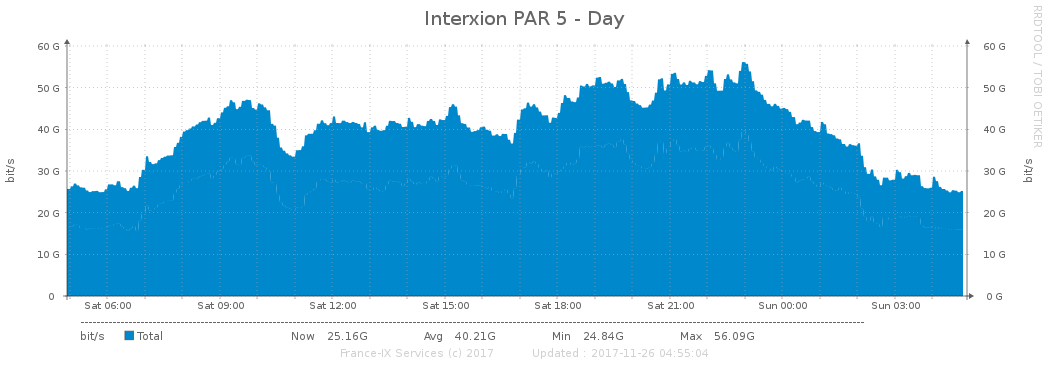 Interxion PAR 5 - Day
RRDTOOL / TOBI OETIKER
60 G 60 G
50 G 50 G
40 G 40 G
30 G 30 G
20 G 20 G
10 G 10 G
0 0 G
bit/s bit/s
Sat 06:00 Sat 09:00 Sat 12:00 Sat 15:00 Sat 18:00 Sat 21:00 Sun 00:00 Sun 03:00
bit/s Total Now 25.16G Avg 40.21G Min 24.84G Max 56.09G
France-IX Services (c) 2017 Updated : 2017-11-26 04:55:04